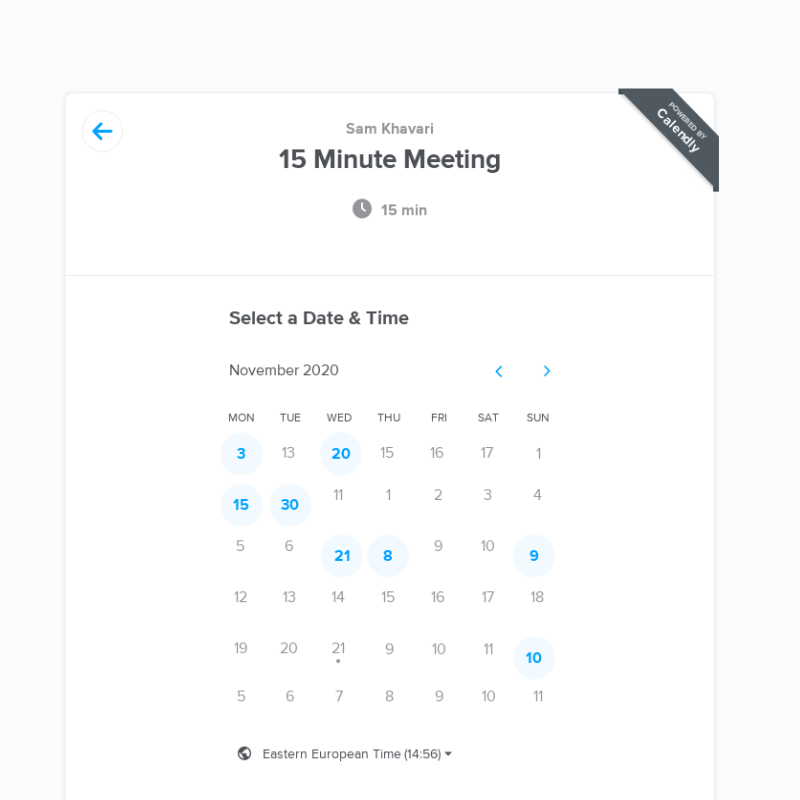 POWERED BY
Calendly
Sam Khavari
15 Minute Meeting
15 min
Select a Date & Time
November 2020
MON TUE WED THU FRI SAT SUN
3 13 20 15 16 17 1
15 30 11 1 2 3 4
5 6 21 8 9 10 9
12 13 14 15 16 17 18
19 20 21 9 10 11 10
5 6 7 8 9 10 11
Eastern European Time (14:56)